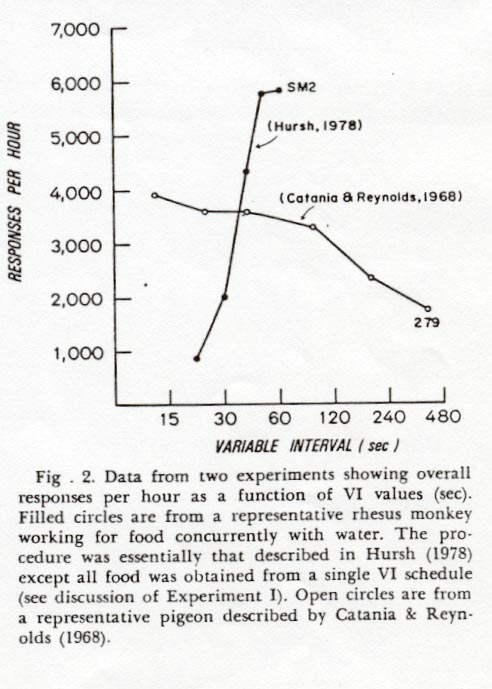 7,000
6,000
5,000
4,000
3,000
2,000
1,000
RESPONSES PER HOUR
SM2
(Hursh, 1978)
(Catania & Reynolds, 1968)
279
15 30 60 120 240 480
VARIABLE INTERVAL ( sec )
Fig . 2. Data from two experiments showing overall
responses per hour as a function of VI values (sec).
Filled circles are from a representative rhesus monkey
working for food concurrently with water. The pro-
cedure was essentially that described in Hursh (1978)
except all food was obtained from a single VI schedule
(see discussion of Experiment I). Open circles are from
a representative pigeon described by Catania & Reyn-
olds (1968).